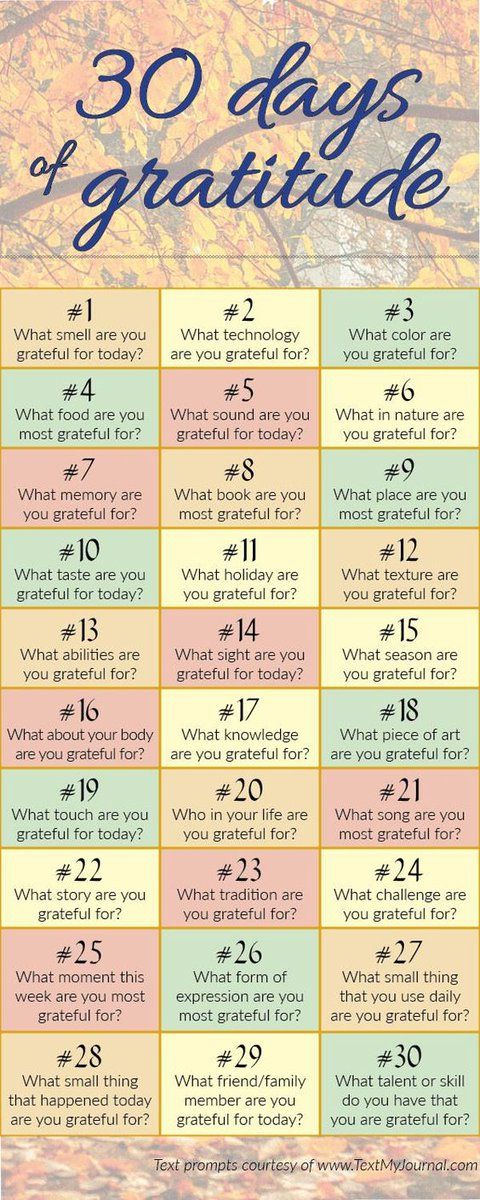 30 days
of gratitude
#1
What smell are you
grateful for today?
#2
What technology
are you grateful for?
#3
What color are
you grateful for?
#4
What food are you
most grateful for?
#5
What sound are you
grateful for today?
#6
What in nature are
you grateful for?
#7
What memory are
you grateful for?
#8
What book are you
most grateful for?
#9
What place are you
most grateful for?
#10
What taste are you
grateful for today?
#11
What holiday are
you grateful for?
#12
What texture are
you grateful for?
#13
What abilities are
you grateful for?
#14
What sight are you
grateful for today?
#15
What season are
you grateful for?
#16
What about your body
are you grateful for?
#17
What knowledge
are you grateful for?
#18
What piece of art
are you grateful for?
#19
What touch are you
grateful for today?
#20
Who in your life are
you grateful for?
#21
What song are you
most grateful for?
#22
What story are you
grateful for?
#23
What tradition are
you grateful for?
#24
What challenge are
you grateful for?
#25
What moment this
week are you most
grateful for?
#26
What form of
expression are you
most grateful for?
#27
What small thing
that you use daily
are you grateful for?
#28
What small thing
that happened today
are you grateful for?
#29
What friend/family
member are you
grateful for today?
#30
What talent or skill
do you have that
you are grateful for?
Text prompts courtesy of www.TextMyJournal.com